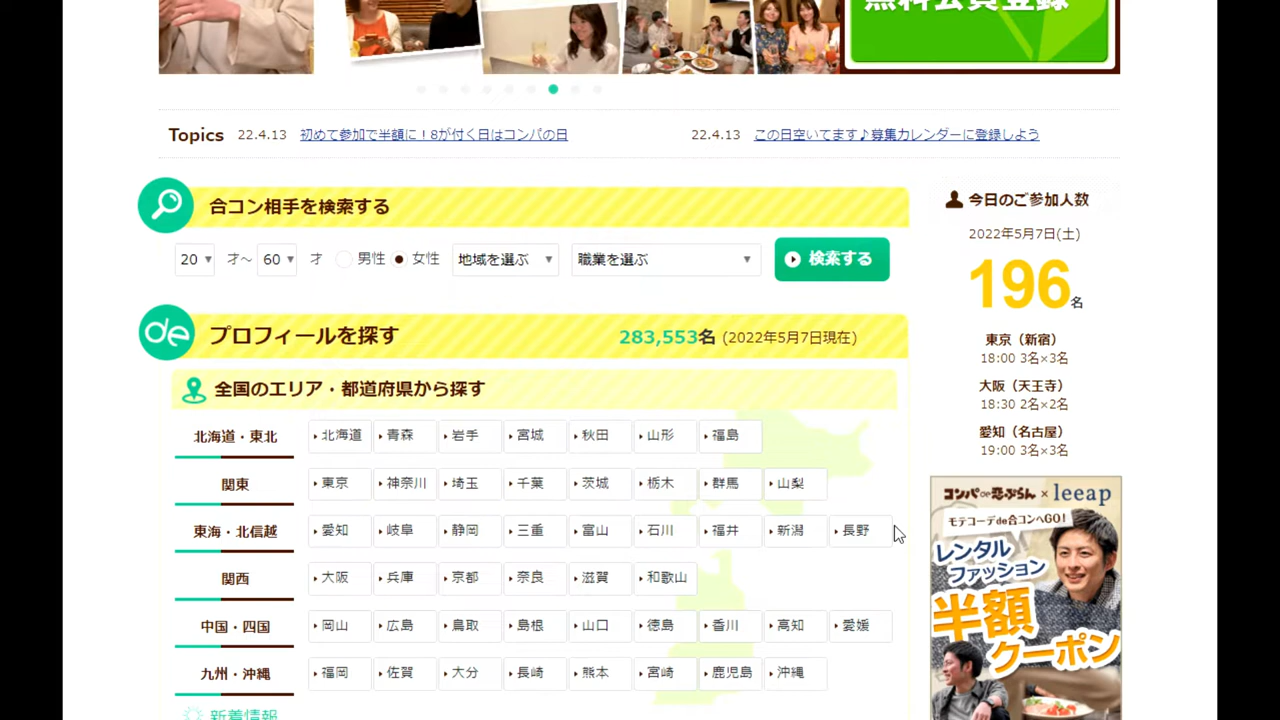 無料会員登録
Topics 22.4.13 初めて参加で半額に！8が付く日はコンパの日 22.4.13 この日空いてます♪募集カレンダーに登録しよう
合コン相手を検索する
20 才〜 60 才 男性 女性 地域を選ぶ 職業を選ぶ 検索する
de プロフィールを探す 283,553名 (2022年5月7日現在)
全国のエリア・都道府県から探す
北海道・東北 北海道 青森 岩手 宮城 秋田 山形 福島
関東 東京 神奈川 埼玉 千葉 茨城 栃木 群馬 山梨
東海・北信越 愛知 岐阜 静岡 三重 富山 石川 福井 新潟 長野
関西 大阪 兵庫 京都 奈良 滋賀 和歌山
中国・四国 岡山 広島 鳥取 島根 山口 徳島 香川 高知 愛媛
九州・沖縄 福岡 佐賀 大分 長崎 熊本 宮崎 鹿児島 沖縄
新着情報
今日のご参加人数
2022年5月7日(土)
196名
東京（新宿）
18:00 3名×3名
大阪（天王寺）
18:30 2名×2名
愛知（名古屋）
19:00 3名×3名
コンパde恋ぷらん × leeap
モテコーデde合コンへGO!
レンタル
ファッション
半額
クーポン